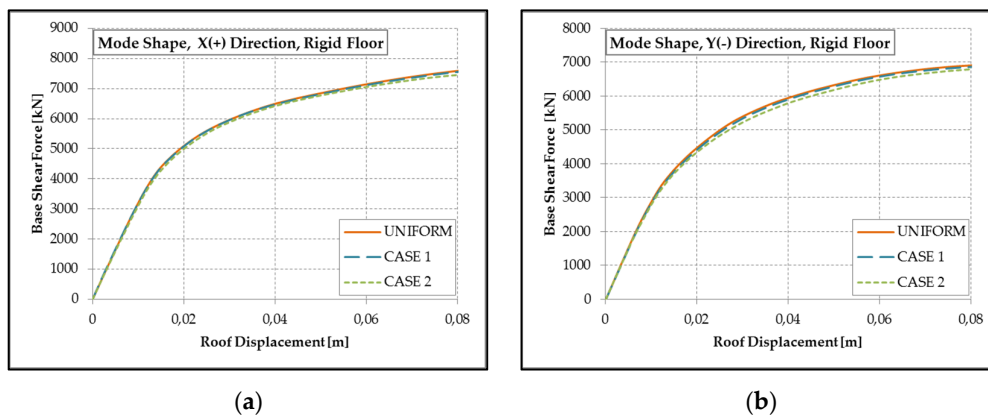 Mode Shape, X(+) Direction, Rigid Floor
Base Shear Force [kN]
9000
8000
7000
6000
5000
4000
3000
2000
1000
0
UNIFORM
CASE 1
CASE 2
0
0,02
0,04
0,06
0,08
Roof Displacement [m]
(a)
Mode Shape, Y(-) Direction, Rigid Floor
Base Shear Force [kN]
8000
7000
6000
5000
4000
3000
2000
1000
0
UNIFORM
CASE 1
CASE 2
0
0,02
0,04
0,06
0,08
Roof Displacement [m]
(b)